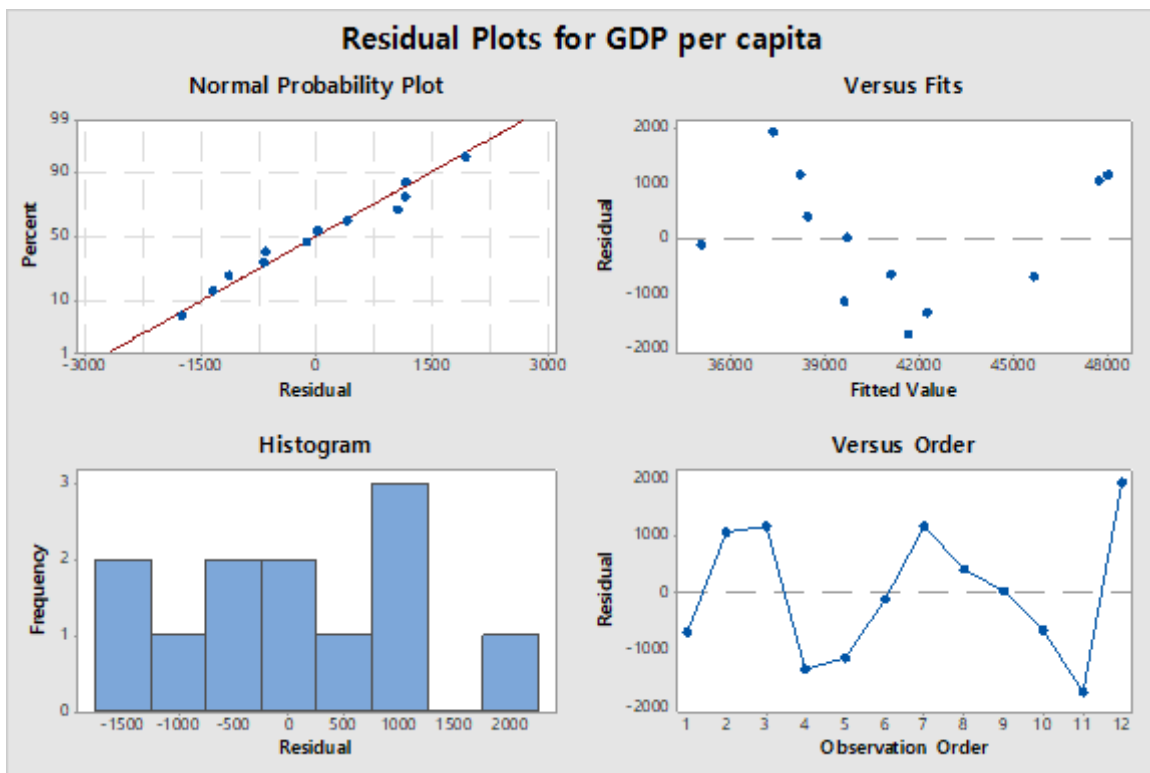 Residual Plots for GDP per capita
Normal Probability Plot
99
90
50
10
1
Percent
-3000 -1500 0 1500 3000
Residual
Versus Fits
2000
1000
0
-1000
-2000
Residual
36000 39000 42000 45000 48000
Fitted Value
Histogram
3
2
1
0
Frequency
-1500 -1000 -500 0 500 1000 1500 2000
Residual
Versus Order
2000
1000
0
-1000
-2000
Residual
1 2 3 4 5 6 7 8 9 10 11 12
Observation Order